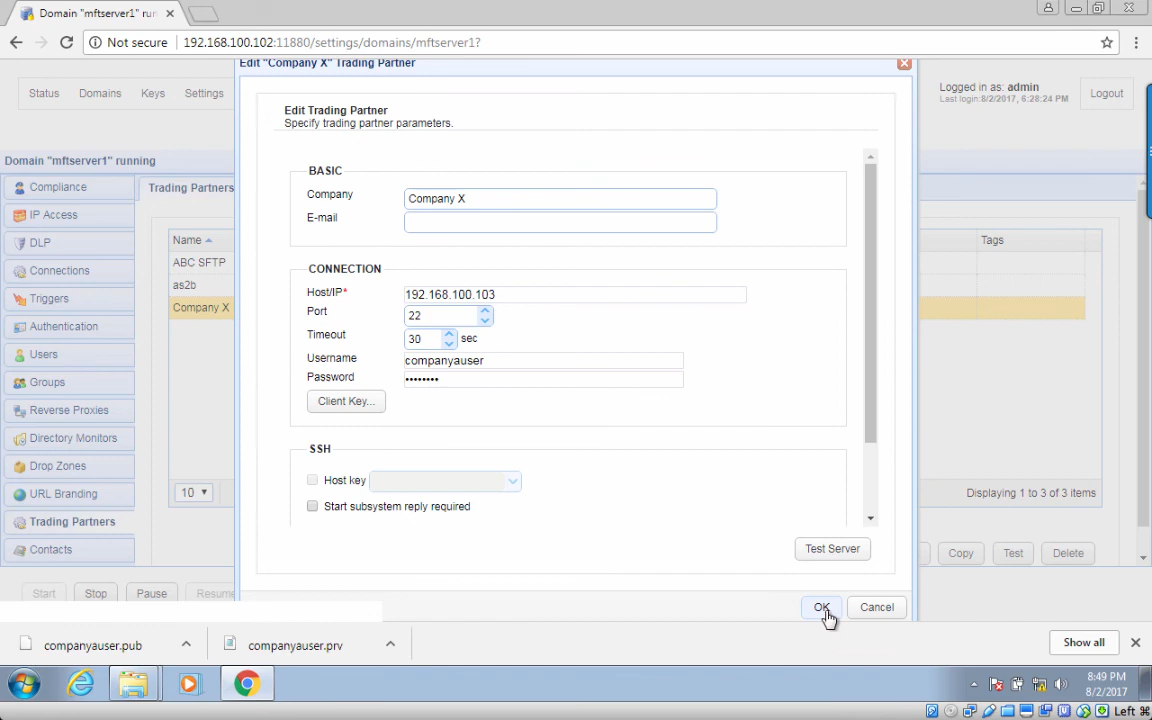 Domain "mftserver1" run
Not secure 192.168.100.102:11880/settings/domains/mftserver1?
Edit "Company X" Trading Partner
Status Domains Keys Settings
Logged in as: admin
Last login:8/2/2017, 6:28:24 PM
Logout
Domain "mftserver1" running
Compliance
IP Access
DLP
Connections
Triggers
Authentication
Users
Groups
Reverse Proxies
Directory Monitors
Drop Zones
URL Branding
Trading Partners
Contacts
Trading Partners
Name
Tags
ABC SFTP
as2b
Company X
10
Displaying 1 to 3 of 3 items
Copy Test Delete
Start Stop Pause Resume
Edit Trading Partner
Specify trading partner parameters.
BASIC
Company Company X
E-mail
CONNECTION
Host/IP* 192.168.100.103
Port 22
Timeout 30 sec
Username companyauser
Password ••••••••
Client Key...
SSH
Host key
Start subsystem reply required
Test Server
OK Cancel
companyauser.pub
companyauser.prv
Show all
8:49 PM
8/2/2017
Left ⌘